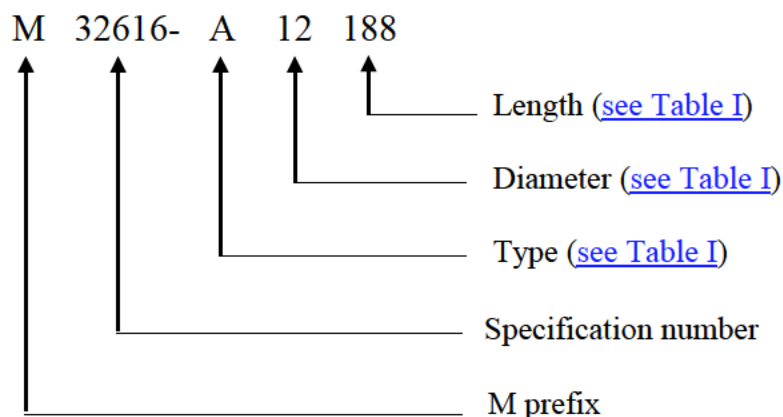 M 32616- A 12 188
Length (see Table I)
Diameter (see Table I)
Type (see Table I)
Specification number
M prefix